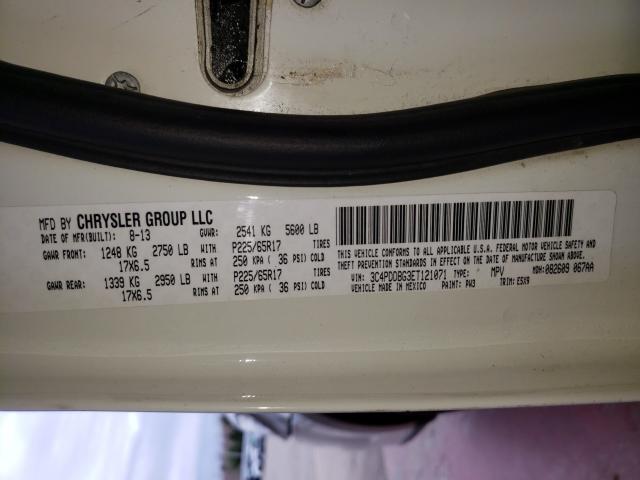 MFD BY CHRYSLER GROUP LLC
DATE OF MFR(BUILT): 8-13 GVWR: 2541 KG 5600 LB
GAWR FRONT: 1248 KG 2750 LB WITH P225/65R17 TIRES
17X6.5 RIMS AT 250 KPA ( 36 PSI) COLD
GAWR REAR: 1339 KG 2950 LB WITH P225/65R17 TIRES
17X6.5 RIMS AT 250 KPA ( 36 PSI) COLD
THIS VEHICLE CONFORMS TO ALL APPLICABLE U.S.A. FEDERAL MOTOR VEHICLE SAFETY AND
THEFT PREVENTION STANDARDS IN EFFECT ON THE DATE OF MANUFACTURE SHOWN ABOVE.
VIN: 3C4PDDBG3ET121071 TYPE: MPV MDH: 082609 067AA
VEHICLE MADE IN MEXICO PAINT: PW3 TRIM: E5X9